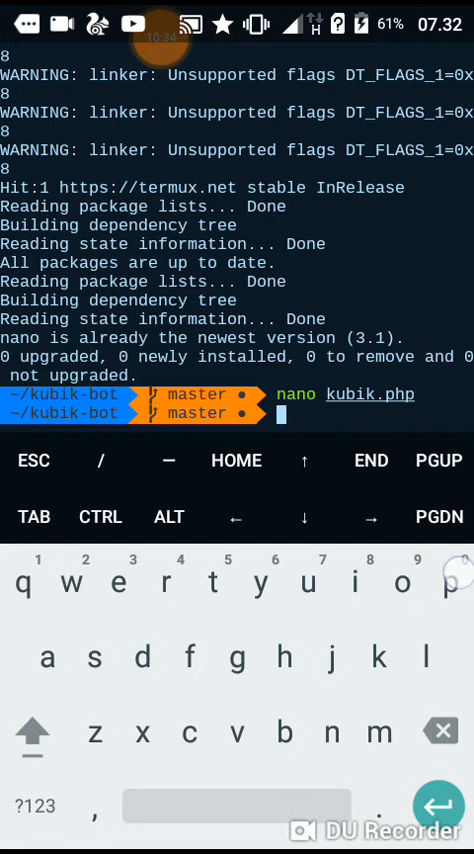 61% 07.32
10:34
H
8
WARNING: linker: Unsupported flags DT_FLAGS_1=0x
8
WARNING: linker: Unsupported flags DT_FLAGS_1=0x
8
WARNING: linker: Unsupported flags DT_FLAGS_1=0x
8
Hit:1 https://termux.net stable InRelease
Reading package lists... Done
Building dependency tree
Reading state information... Done
All packages are up to date.
Reading package lists... Done
Building dependency tree
Reading state information... Done
nano is already the newest version (3.1).
0 upgraded, 0 newly installed, 0 to remove and 0
not upgraded.
~/kubik-bot master ● nano kubik.php
~/kubik-bot master ●
ESC / — HOME ↑ END PGUP
TAB CTRL ALT ← ↓ → PGDN
1 2 3 4 5 6 7 8 9 0
q w e r t y u i o p
a s d f g h j k l
z x c v b n m
?123 , .
DU Recorder